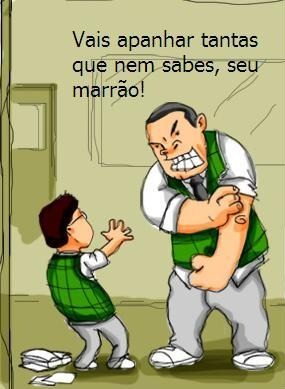 Vais apanhar tantas
que nem sabes, seu
marrão!